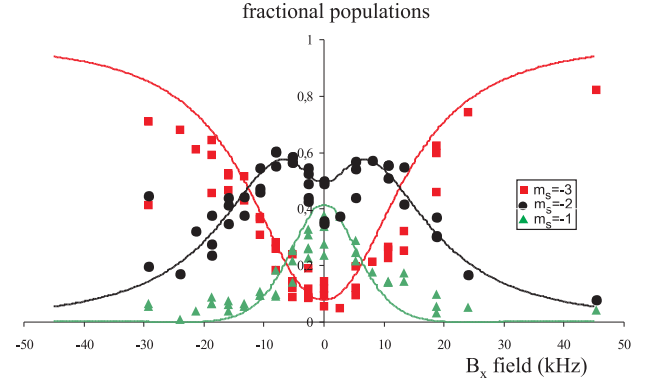 fractional populations
1
0,8
0,6
0,4
0,2
0
-50 -40 -30 -20 -10 0 10 20 30 40 50
m_s=-3
m_s=-2
m_s=-1
B_x field (kHz)